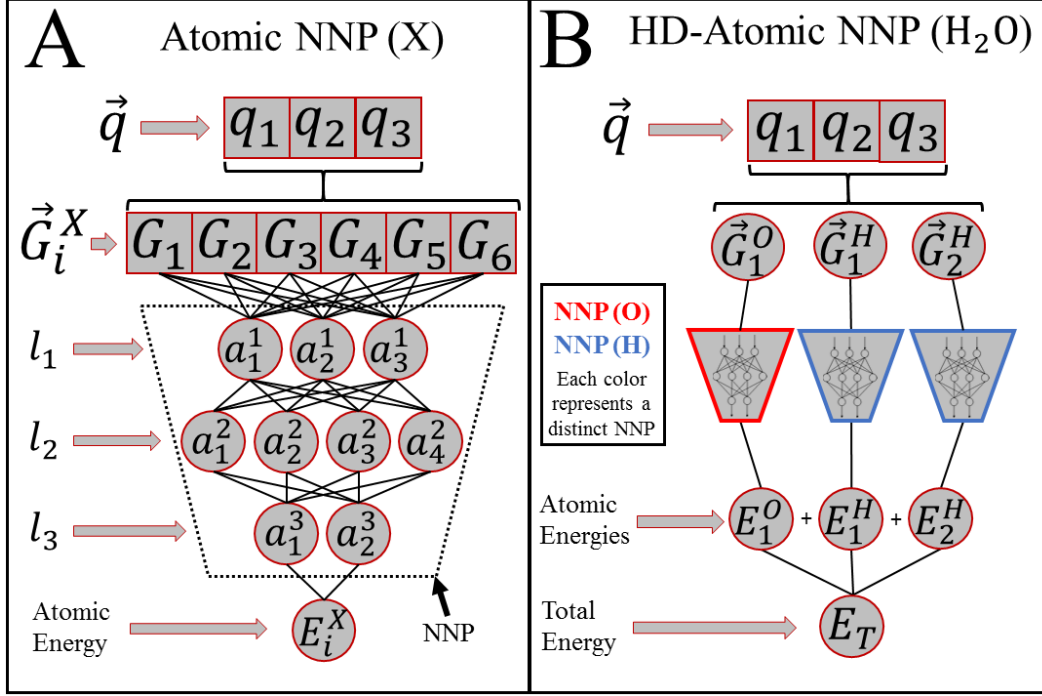 A
Atomic NNP (X)
q⃗
q₁ q₂ q₃
G⃗ᵢˣ
G₁ G₂ G₃ G₄ G₅ G₆
l₁
a₁¹ a₂¹ a₃¹
l₂
a₁² a₂² a₃² a₄²
l₃
a₁³ a₂³
Atomic
Energy
Eᵢˣ
NNP
B
HD-Atomic NNP (H₂O)
q⃗
q₁ q₂ q₃
G⃗₁ᴼ G⃗₁ᴴ G⃗₂ᴴ
NNP (O)
NNP (H)
Each color
represents a
distinct NNP
Atomic
Energies
E₁ᴼ + E₁ᴴ + E₂ᴴ
Total
Energy
E_T